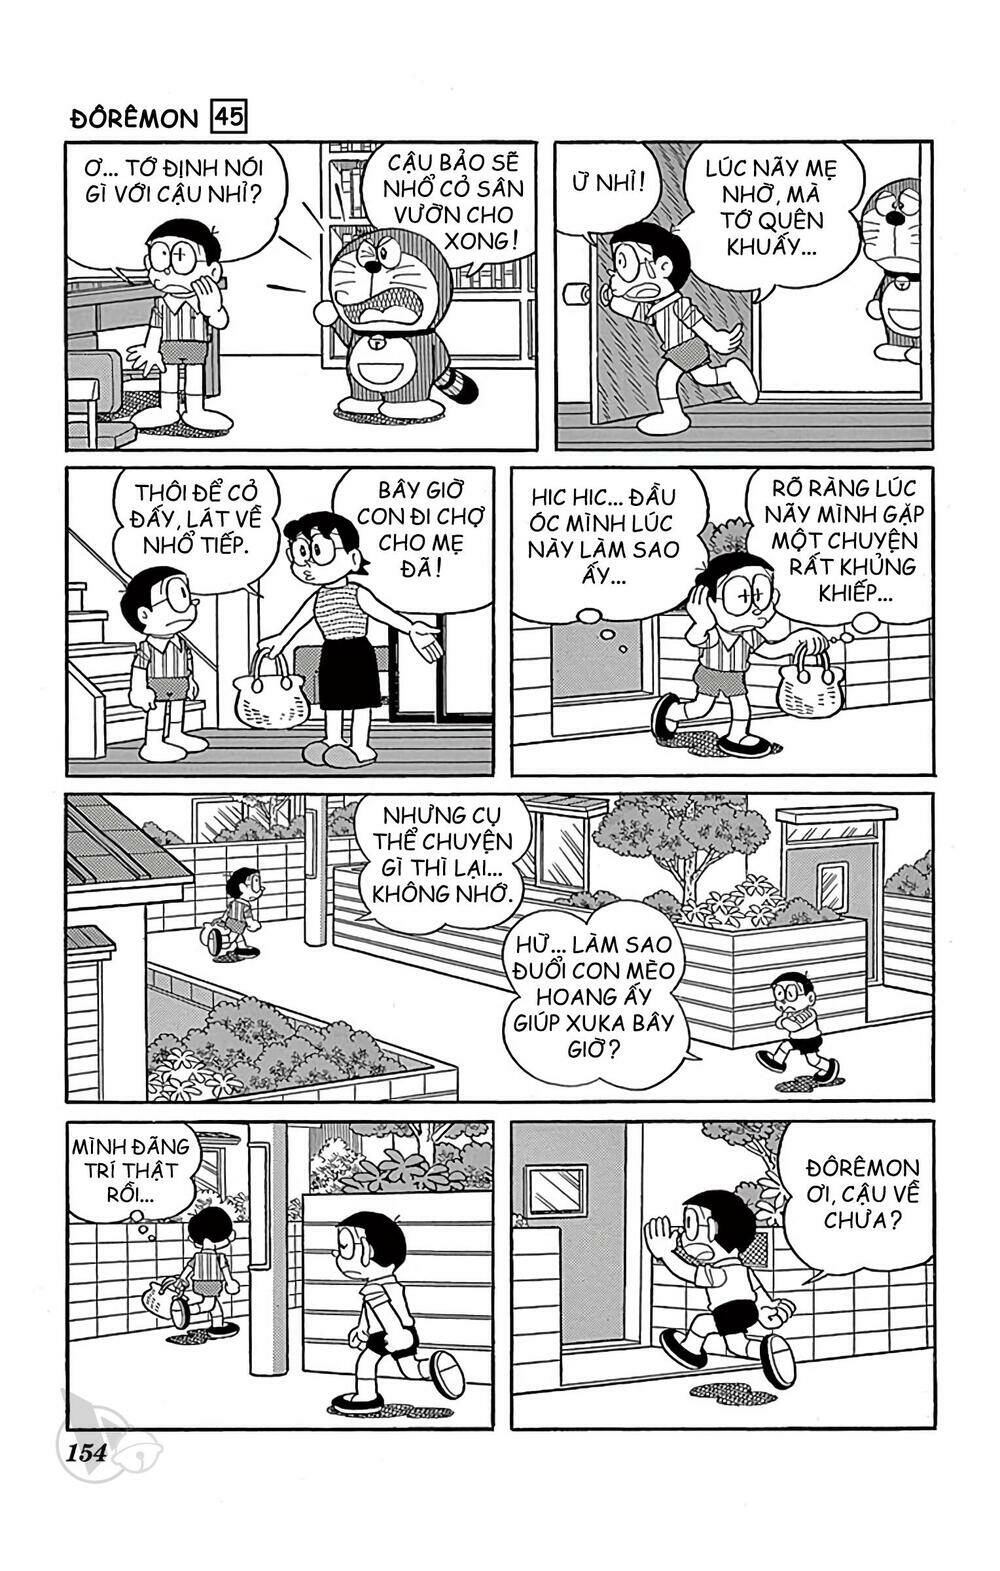 ĐÔRÊMON 45
Ơ... TỚ ĐỊNH NÓI
GÌ VỚI CẬU NHỈ?
CẬU BẢO SẼ
NHỔ CỎ SÂN
VƯỜN CHO
XONG!
Ừ NHỈ!
LÚC NÃY MẸ
NHỜ, MÀ
TỚ QUÊN
KHUẤY...
THÔI ĐỂ CỎ
ĐẤY, LÁT VỀ
NHỔ TIẾP.
BÂY GIỜ
CON ĐI CHỢ
CHO MẸ
ĐÃ!
HIC HIC... ĐẦU
ÓC MÌNH LÚC
NÀY LÀM SAO
ẤY...
RÕ RÀNG LÚC
NÃY MÌNH GẶP
MỘT CHUYỆN
RẤT KHỦNG
KHIẾP...
NHƯNG CỤ
THỂ CHUYỆN
GÌ THÌ LẠI...
KHÔNG NHỚ.
HỪ... LÀM SAO
ĐUỔI CON MÈO
HOANG ẤY
GIÚP XUKA BÂY
GIỜ?
MÌNH ĐÃNG
TRÍ THẬT
RỒI...
ĐÔRÊMON
ƠI, CẬU VỀ
CHƯA?
154